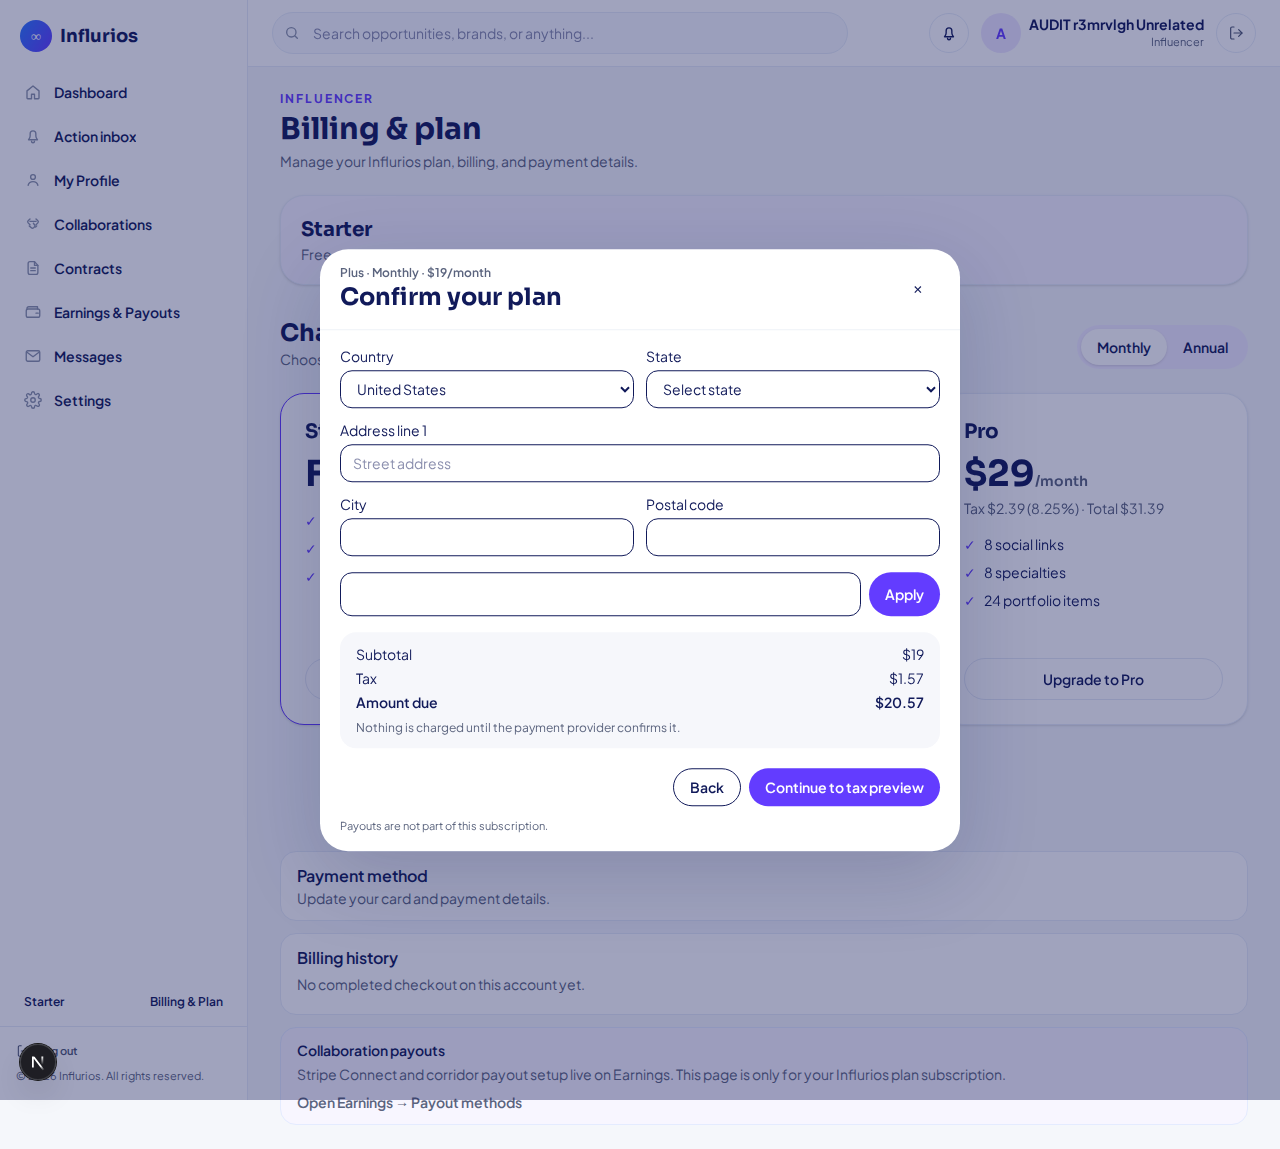 Influrios
Search opportunities, brands, or anything...
A
AUDIT r3mrvlgh Unrelated
Influencer
Dashboard
Action inbox
My Profile
Collaborations
Contracts
Earnings & Payouts
Messages
Settings
Starter
Billing & Plan
out
Influrios. All rights reserved.
INFLUENCER
Billing & plan
Manage your Influrios plan, billing, and payment details.
Starter
Free
Monthly
Annual
Plus · Monthly · $19/month
Confirm your plan
×
Country
State
United States
Select state
Address line 1
Street address
City
Postal code
Apply
Subtotal
$19
Tax
$1.57
Amount due
$20.57
Nothing is charged until the payment provider confirms it.
Back
Continue to tax preview
Payouts are not part of this subscription.
Pro
$29/month
Tax $2.39 (8.25%) · Total $31.39
✓ 8 social links
✓ 8 specialties
✓ 24 portfolio items
Upgrade to Pro
Payment method
Update your card and payment details.
Billing history
No completed checkout on this account yet.
Collaboration payouts
Stripe Connect and corridor payout setup live on Earnings. This page is only for your Influrios plan subscription.
Open Earnings → Payout methods